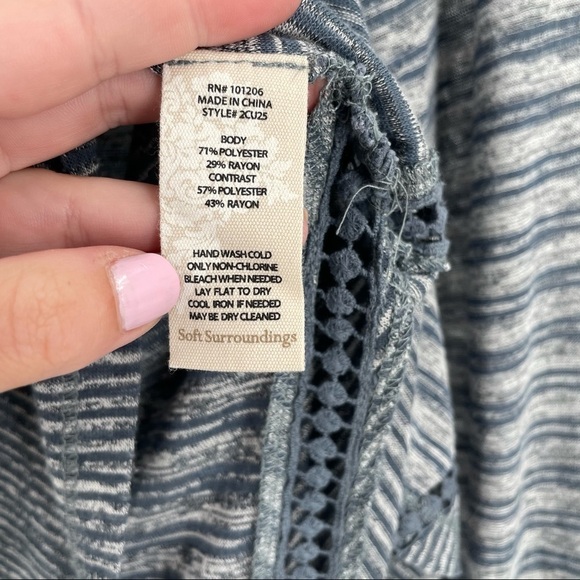 RN# 101206
MADE IN CHINA
STYLE# 2CU25
BODY
71% POLYESTER
29% RAYON
CONTRAST
57% POLYESTER
43% RAYON
HAND WASH COLD
ONLY NON-CHLORINE
BLEACH WHEN NEEDED
LAY FLAT TO DRY
COOL IRON IF NEEDED
MAY BE DRY CLEANED
Soft Surroundings